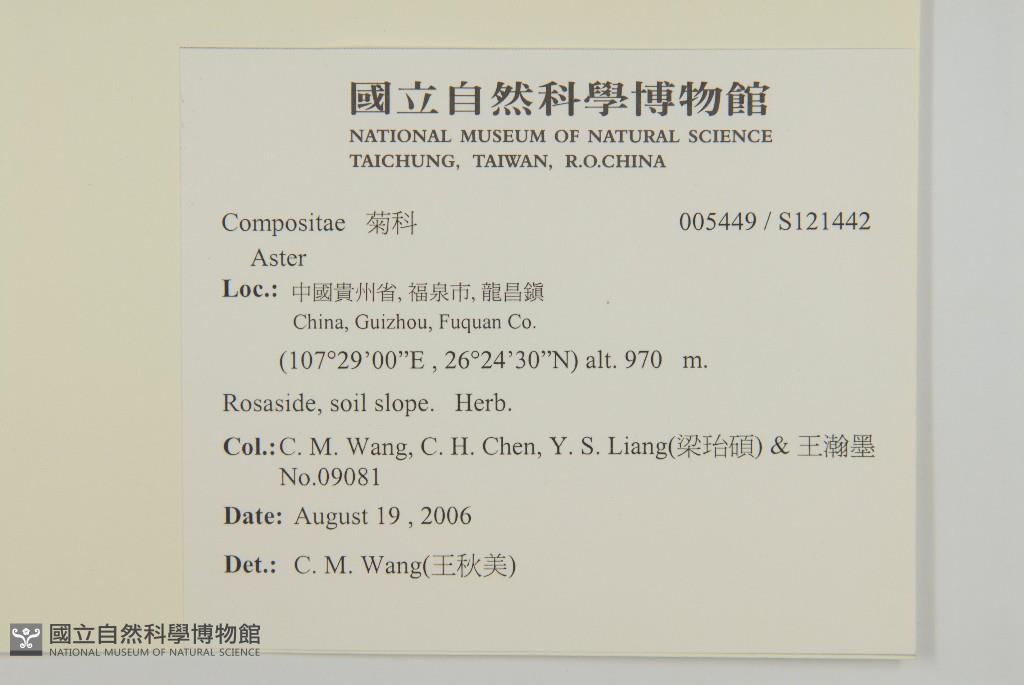 國立自然科學博物館
NATIONAL MUSEUM OF NATURAL SCIENCE
TAICHUNG, TAIWAN, R.O.CHINA
Compositae 菊科 005449 / S121442
Aster
Loc.: 中國貴州省, 福泉市, 龍昌鎮
China, Guizhou, Fuquan Co.
(107°29’00”E , 26°24’30”N) alt. 970 m.
Rosaside, soil slope. Herb.
Col.: C. M. Wang, C. H. Chen, Y. S. Liang(梁珆碩) & 王瀚墨
No.09081
Date: August 19 , 2006
Det.: C. M. Wang(王秋美)
國立自然科學博物館
NATIONAL MUSEUM OF NATURAL SCIENCE